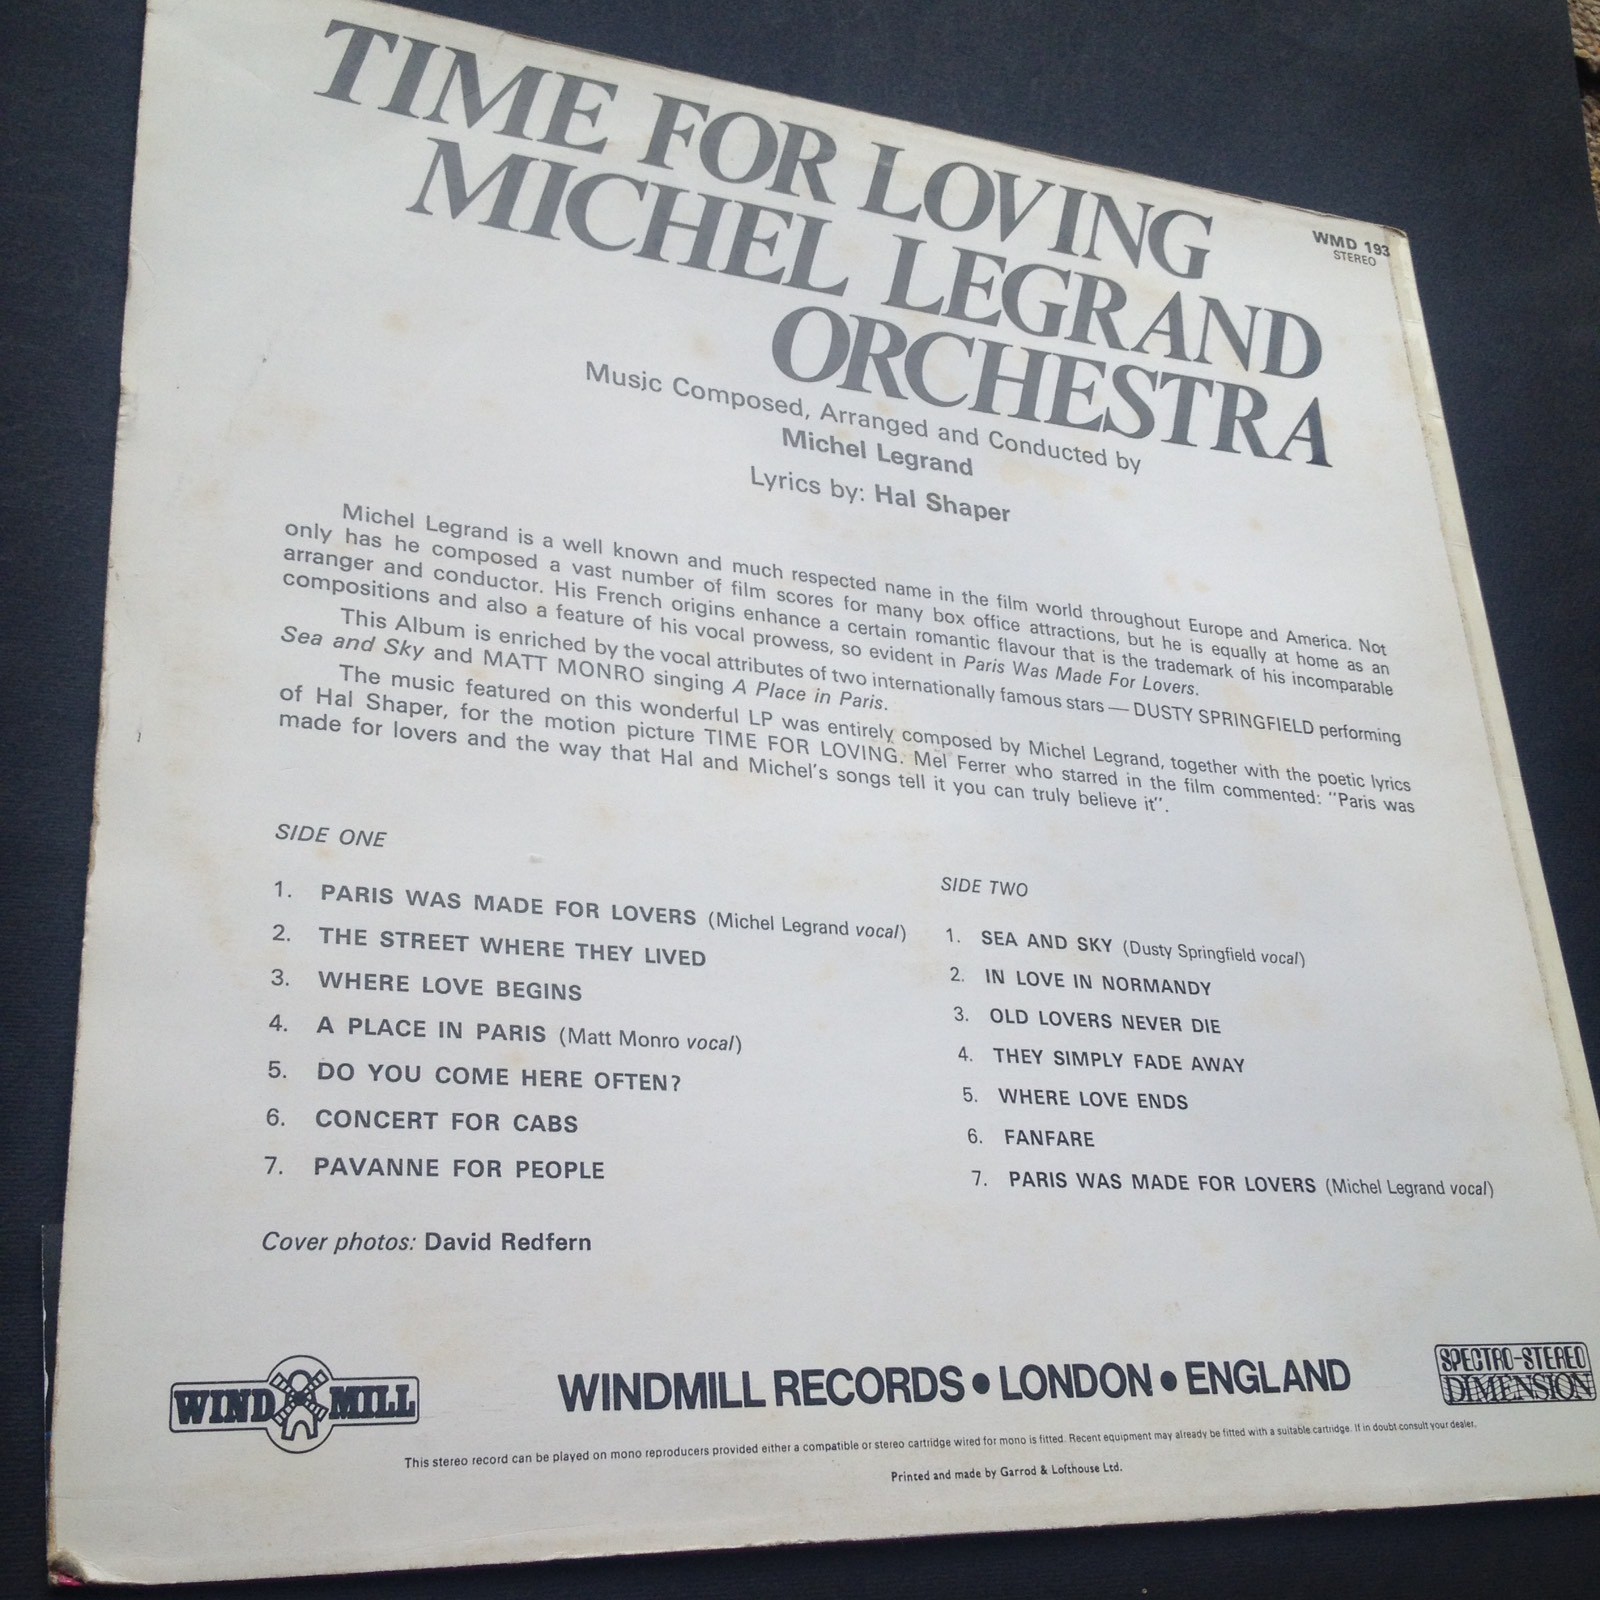 TIME FOR LOVING
MICHEL LEGRAND
ORCHESTRA
WMD 193
STEREO
Music Composed, Arranged and Conducted by
Michel Legrand
Lyrics by: Hal Shaper
Michel Legrand is a well known and much respected name in the film world throughout Europe and America. Not
only has he composed a vast number of film scores for many box office attractions, but he is equally at home as an
arranger and conductor. His French origins enhance a certain romantic flavour that is the trademark of his incomparable
compositions and also a feature of his vocal prowess, so evident in Paris Was Made For Lovers.
This Album is enriched by the vocal attributes of two internationally famous stars — DUSTY SPRINGFIELD performing
Sea and Sky and MATT MONRO singing A Place in Paris.
The music featured on this wonderful LP was entirely composed by Michel Legrand, together with the poetic lyrics
of Hal Shaper, for the motion picture TIME FOR LOVING. Mel Ferrer who starred in the film commented: "Paris was
made for lovers and the way that Hal and Michel's songs tell it you can truly believe it".
SIDE ONE
1. PARIS WAS MADE FOR LOVERS (Michel Legrand vocal)
2. THE STREET WHERE THEY LIVED
3. WHERE LOVE BEGINS
4. A PLACE IN PARIS (Matt Monro vocal)
5. DO YOU COME HERE OFTEN?
6. CONCERT FOR CABS
7. PAVANNE FOR PEOPLE
SIDE TWO
1. SEA AND SKY (Dusty Springfield vocal)
2. IN LOVE IN NORMANDY
3. OLD LOVERS NEVER DIE
4. THEY SIMPLY FADE AWAY
5. WHERE LOVE ENDS
6. FANFARE
7. PARIS WAS MADE FOR LOVERS (Michel Legrand vocal)
Cover photos: David Redfern
WINDMILL
WINDMILL RECORDS • LONDON • ENGLAND
SPECTRO-STEREO
DIMENSION
This stereo record can be played on mono reproducers provided either a compatible or stereo cartridge wired for mono is fitted. Recent equipment may already be fitted with a suitable cartridge. If in doubt consult your dealer.
Printed and made by Garrod & Lofthouse Ltd.